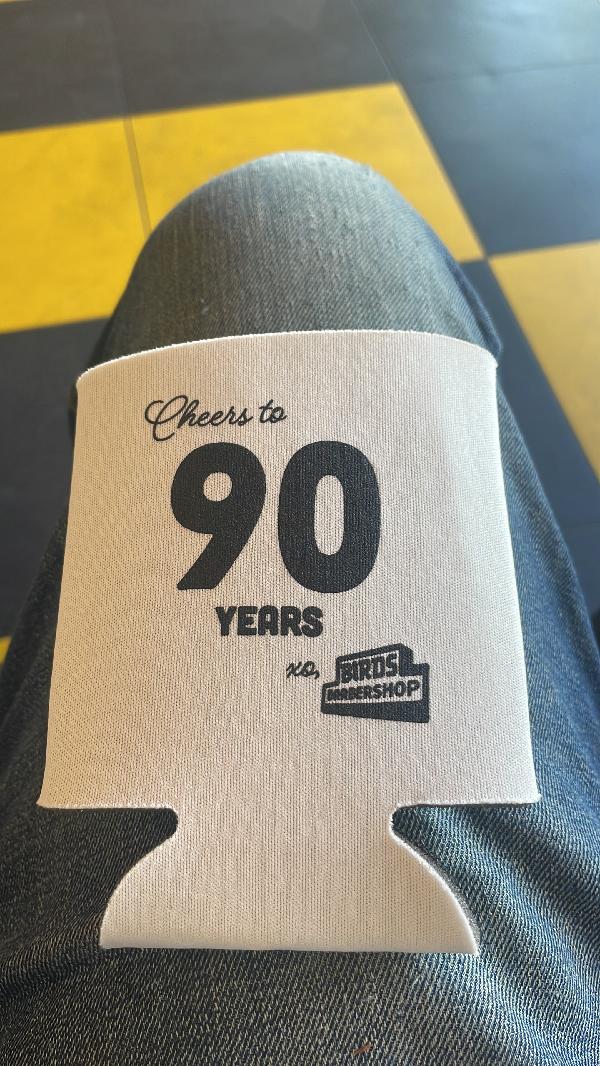 Cheers to
90
YEARS
xo,
BIRDS
BARBERSHOP